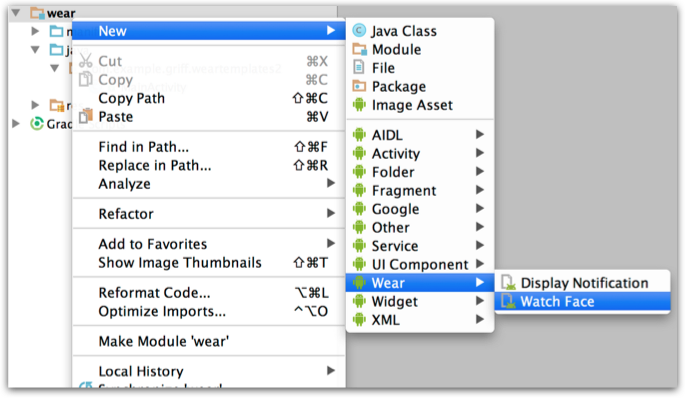 wear
New
Cut ⌘X
Copy ⌘C
Copy Path ⇧⌘C
Paste ⌘V
Find in Path... ⇧⌘F
Replace in Path... ⇧⌘R
Analyze
Refactor
Add to Favorites
Show Image Thumbnails ⇧⌘T
Reformat Code... ⌥⌘L
Optimize Imports... ^⌥O
Make Module 'wear'
Local History
Grad
Java Class
Module
File
Package
Image Asset
AIDL
Activity
Folder
Fragment
Google
Other
Service
UI Component
Wear
Widget
XML
Display Notification
Watch Face